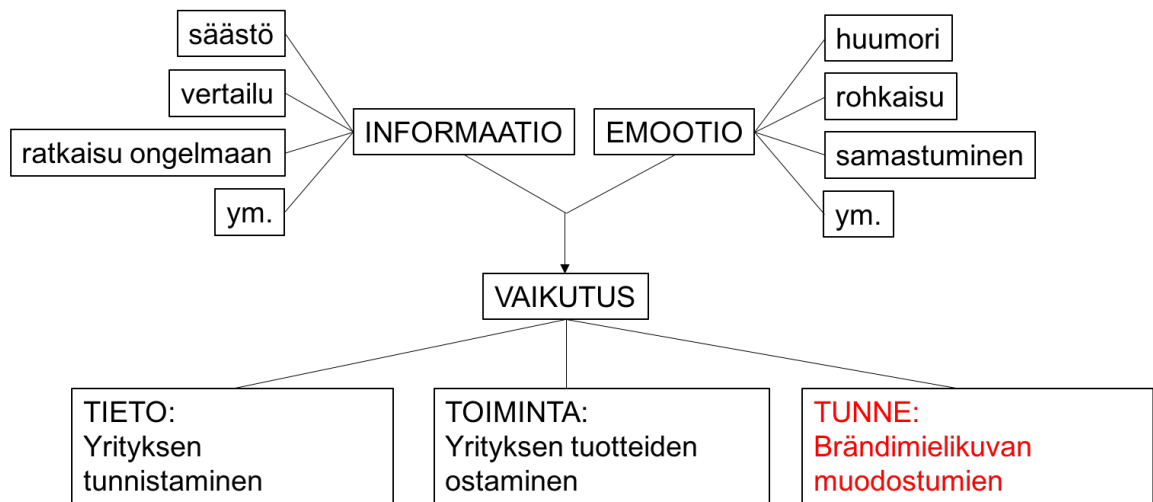 säästö
vertailu
ratkaisu ongelmaan
ym.
INFORMAATIO
EMOOTIO
huumori
rohkaisu
samastuminen
ym.
VAIKUTUS
TIETO:
Yrityksen
tunnistaminen
TOIMINTA:
Yrityksen tuotteiden
ostaminen
TUNNE:
Brändimielikuvan
muodostumien